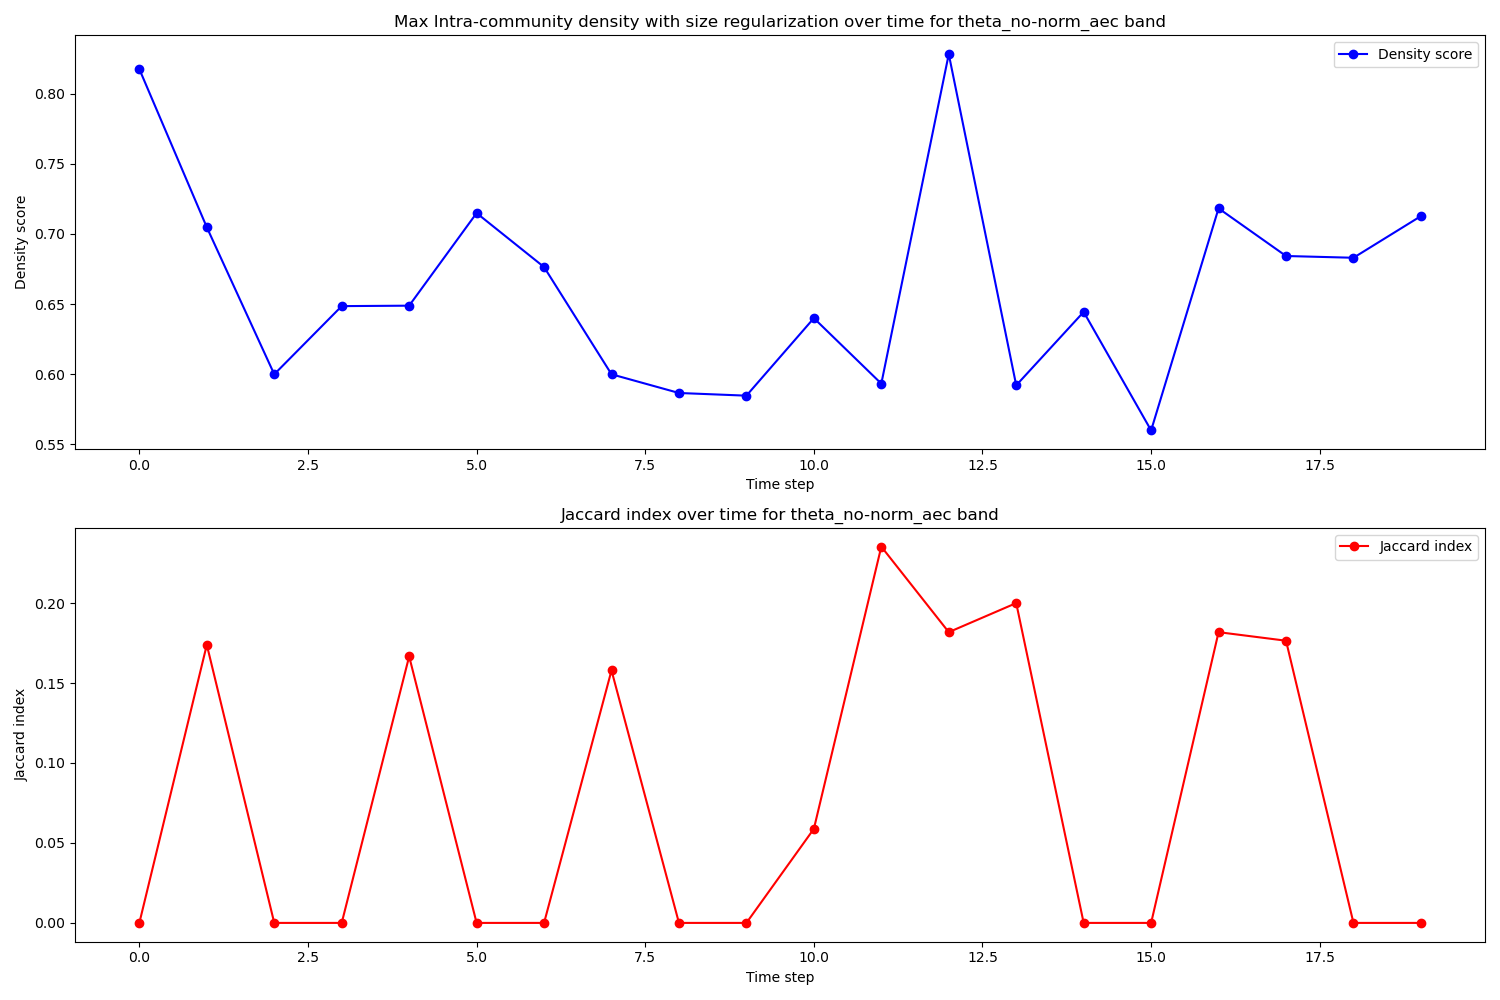 Max Intra-community density with size regularization over time for theta_no-norm_aec band
Density score
0.80
0.75
0.70
0.65
0.60
0.55
Density score
0.0 2.5 5.0 7.5 10.0 12.5 15.0 17.5
Time step
Jaccard index over time for theta_no-norm_aec band
Jaccard index
0.20
0.15
0.10
0.05
0.00
Jaccard index
0.0 2.5 5.0 7.5 10.0 12.5 15.0 17.5
Time step